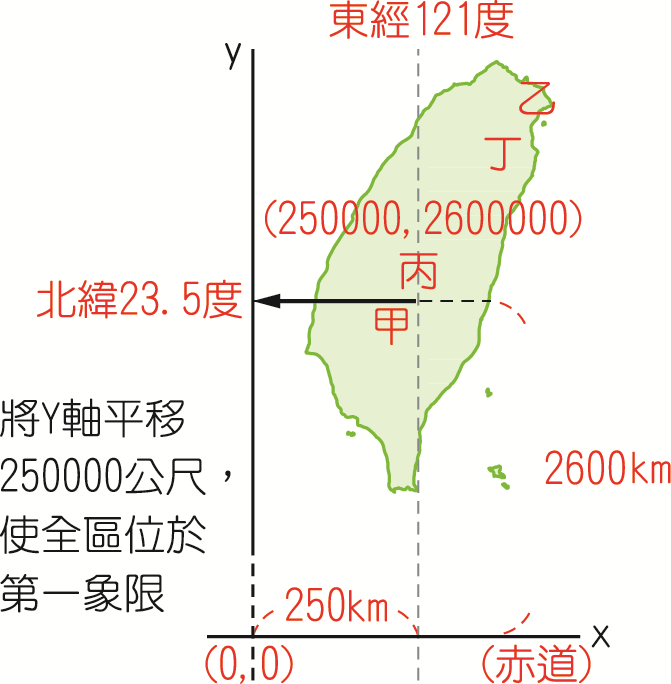 東經121度
y
乙
丁
(250000, 2600000)
丙
北緯23.5度
甲
將Y軸平移
250000公尺，
使全區位於
第一象限
2600km
250km
x
(0,0)
(赤道)